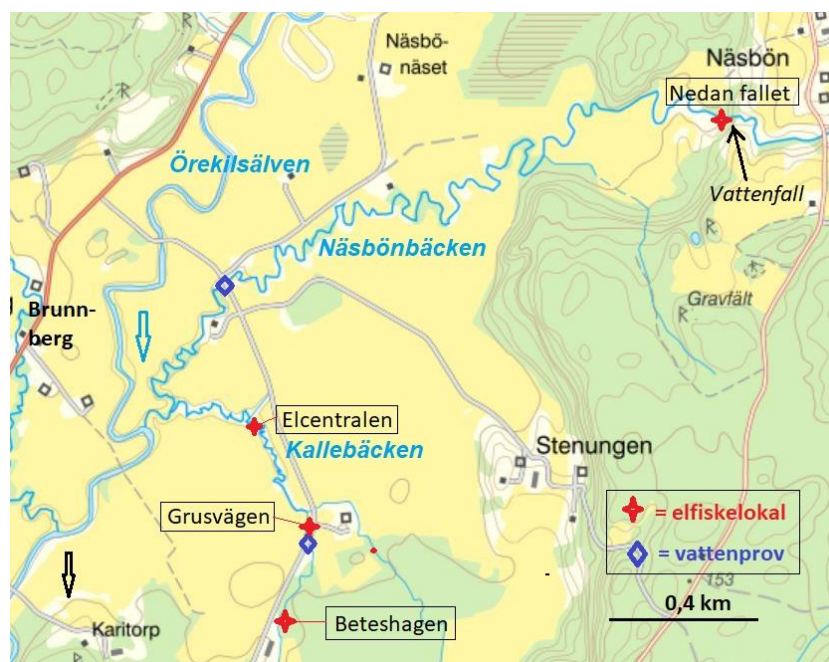 Näsbö-
näset
Näsbön
Nedan fallet
Örekilsälven
Vattenfall
Näsbönbäcken
Gravfält
R
R
R
R
R
Brunn-
berg
Elcentralen
Kallebäcken
Stenungen
Grusvägen
= elfiskelokal
= vattenprov
153
0,4 km
Karitorp
Beteshagen